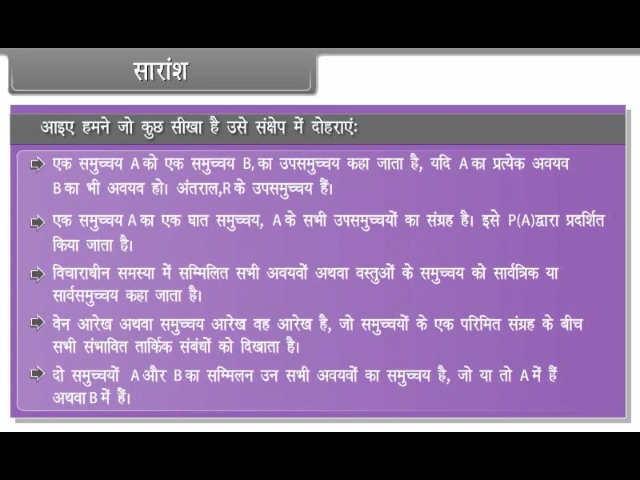 सारांश
आइए हमने जो कुछ सीखा है उसे संक्षेप में दोहराएं:
एक समुच्चय A को एक समुच्चय B, का उपसमुच्चय कहा जाता है, यदि A का प्रत्येक अवयव
B का भी अवयव हो। अंतराल,R के उपसमुच्चय हैं।
एक समुच्चय A का एक घात समुच्चय, A के सभी उपसमुच्चयों का संग्रह है। इसे P(A)द्वारा प्रदर्शित
किया जाता है।
विचाराधीन समस्या में सम्मिलित सभी अवयवों अथवा वस्तुओं के समुच्चय को सार्वत्रिक या
सार्वसमुच्चय कहा जाता है।
वेन आरेख अथवा समुच्चय आरेख वह आरेख है, जो समुच्चयों के एक परिमित संग्रह के बीच
सभी संभावित तार्किक संबंधों को दिखाता है।
दो समुच्चयों A और B का सम्मिलन उन सभी अवयवों का समुच्चय है, जो या तो A में हैं
अथवा B में हैं।